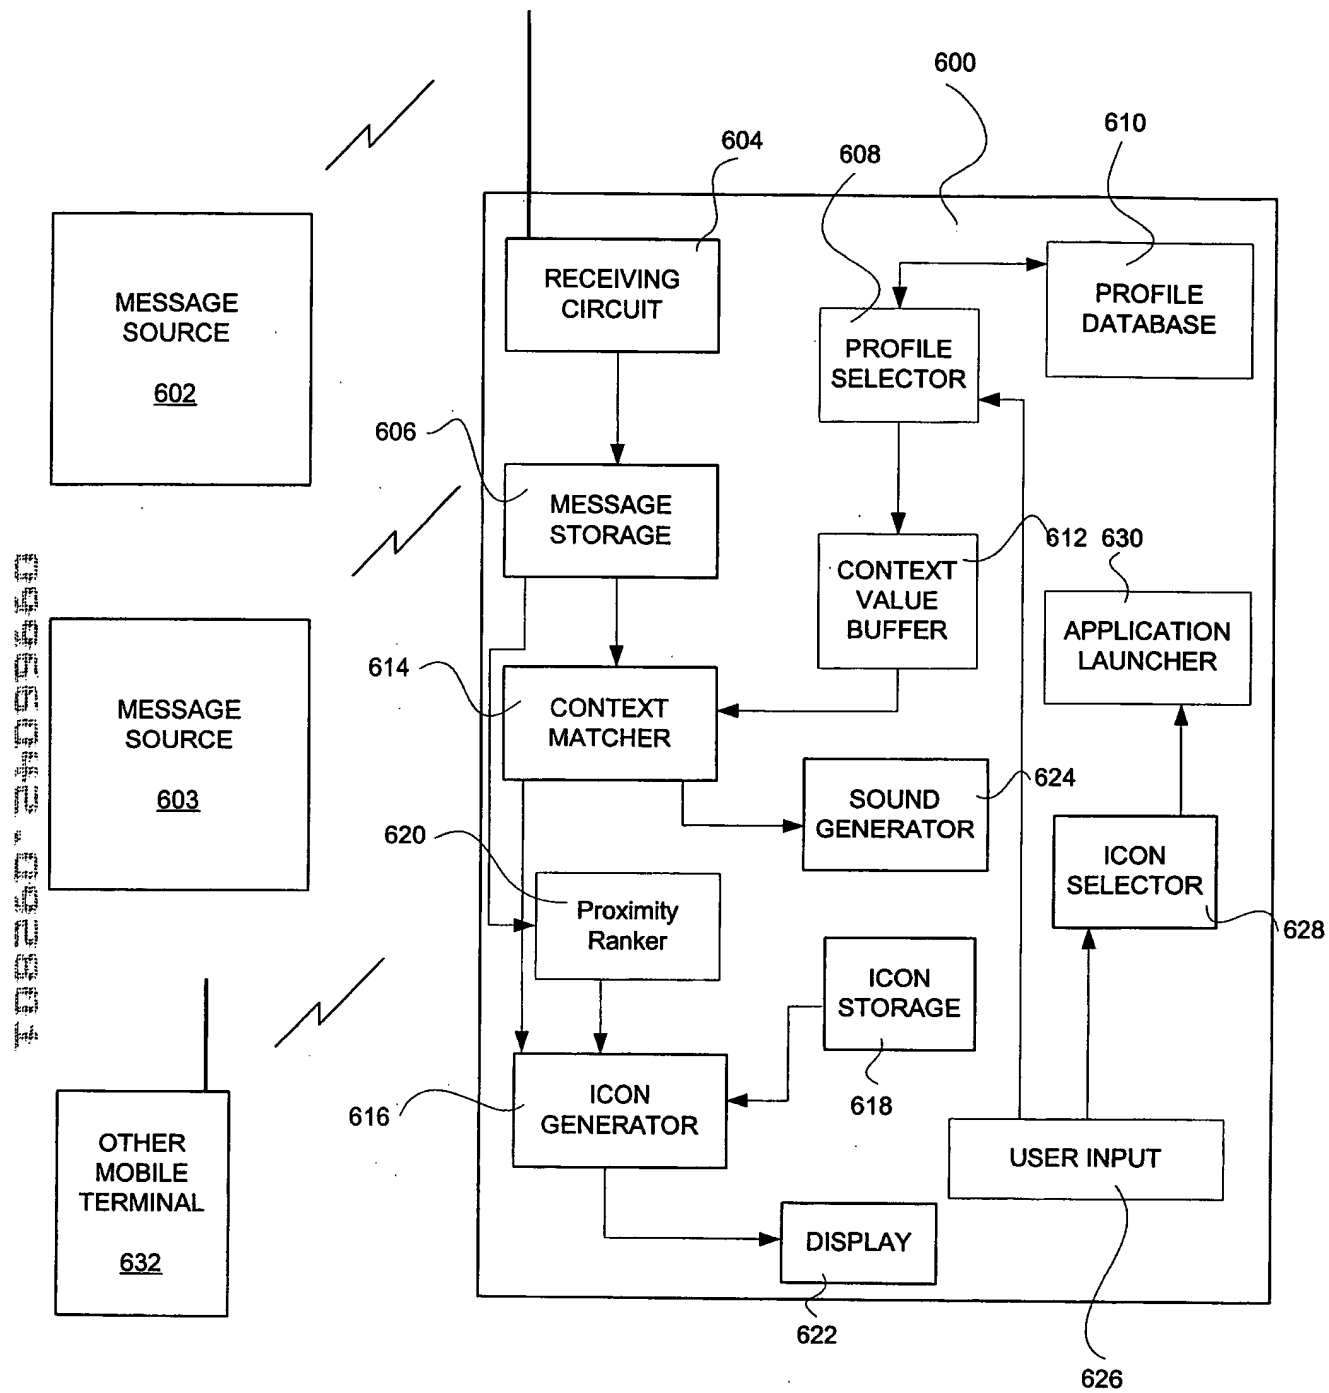 600
610
604
608
RECEIVING
CIRCUIT
PROFILE
DATABASE
MESSAGE
SOURCE
602
PROFILE
SELECTOR
606
MESSAGE
STORAGE
612
630
CONTEXT
VALUE
BUFFER
APPLICATION
LAUNCHER
614
CONTEXT
MATCHER
MESSAGE
SOURCE
603
624
SOUND
GENERATOR
620
ICON
SELECTOR
628
Proximity
Ranker
ICON
STORAGE
618
616
ICON
GENERATOR
OTHER
MOBILE
TERMINAL
632
USER INPUT
DISPLAY
622
626